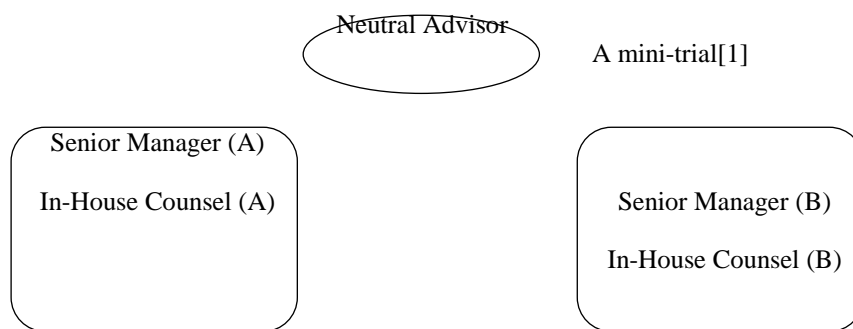 Neutral Advisor
A mini-trial[1]
Senior Manager (A)
In-House Counsel (A)
Senior Manager (B)
In-House Counsel (B)